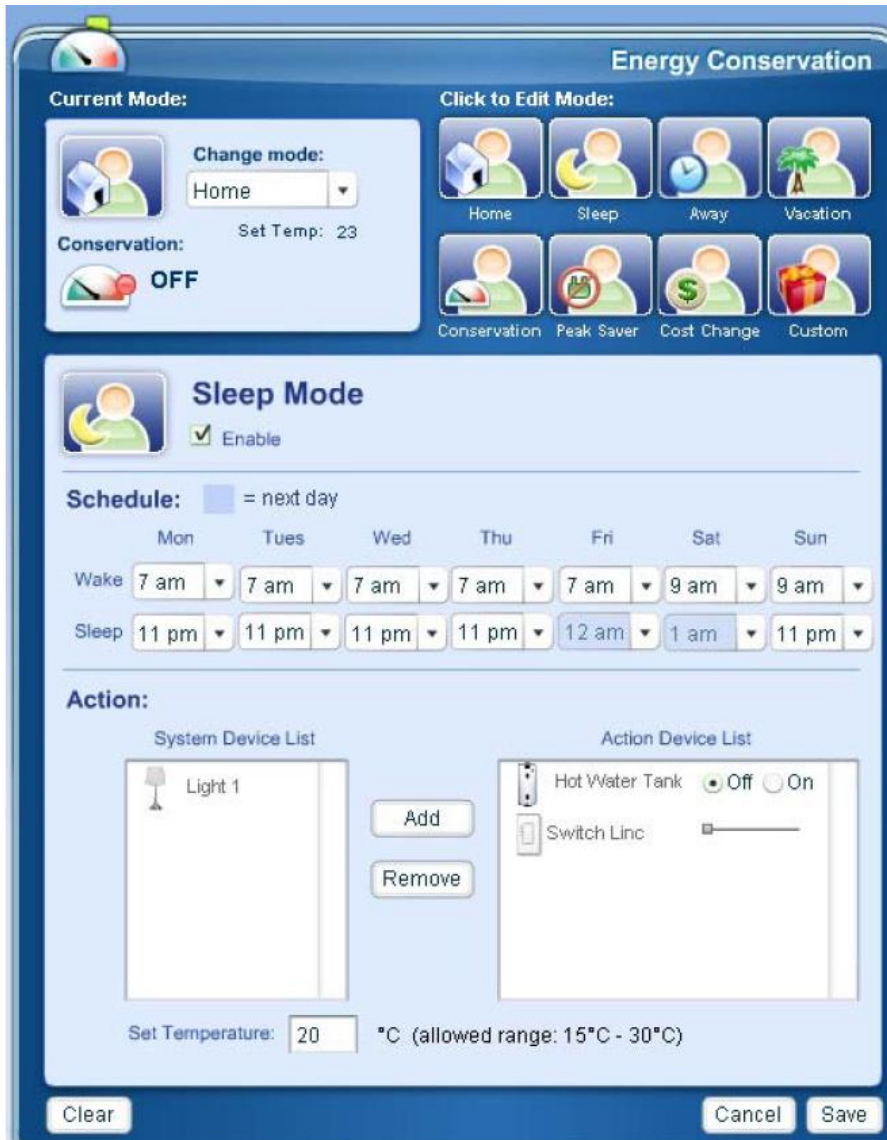 Energy Conservation
Current Mode:
Click to Edit Mode:
Change mode:
Home
Set Temp: 23
Conservation:
OFF
Home Sleep Away Vacation
Conservation Peak Saver Cost Change Custom
Sleep Mode
Enable
Schedule: = next day
Mon Tues Wed Thu Fri Sat Sun
Wake 7 am 7 am 7 am 7 am 7 am 9 am 9 am
Sleep 11 pm 11 pm 11 pm 11 pm 12 am 1 am 11 pm
Action:
System Device List
Action Device List
Light 1
Hot Water Tank Off On
Switch Linc
Add
Remove
Set Temperature: 20 °C (allowed range: 15°C - 30°C)
Clear Cancel Save